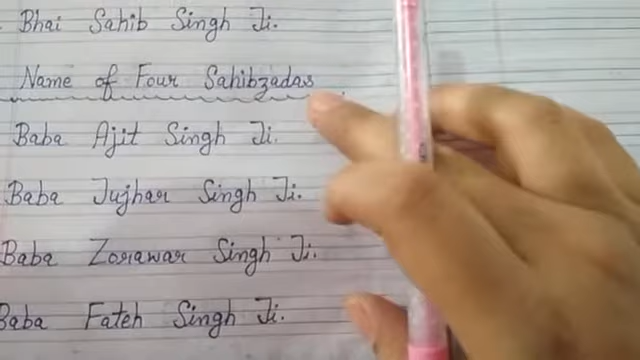 Bhai Sahib Singh Ji.
Name of Four Sahibzadas
Baba Ajit Singh Ji.
Baba Jujhar Singh Ji.
Baba Zorawar Singh Ji.
Baba Fateh Singh Ji.